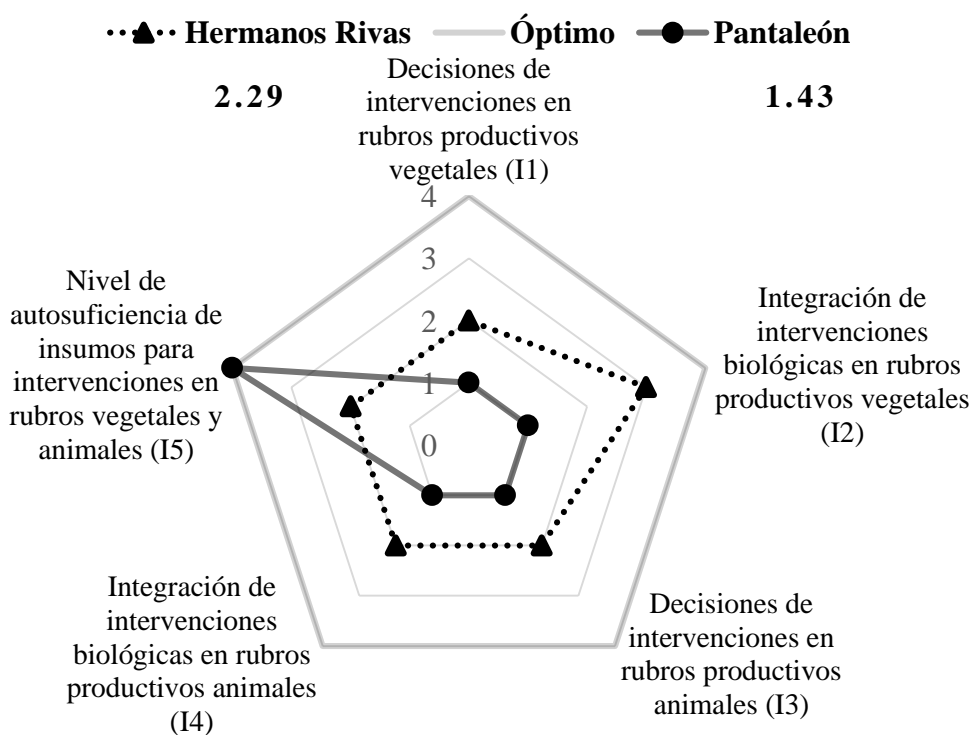 Hermanos Rivas Óptimo Pantaleón
2.29
1.43
Decisiones de
intervenciones en
rubros productivos
vegetales (I1)
4
3
2
1
0
Integración de
intervenciones
biológicas en rubros
productivos vegetales
(I2)
Decisiones de
intervenciones en
rubros productivos
animales (I3)
Integración de
intervenciones
biológicas en rubros
productivos animales
(I4)
Nivel de
autosuficiencia de
insumos para
intervenciones en
rubros vegetales y
animales (I5)